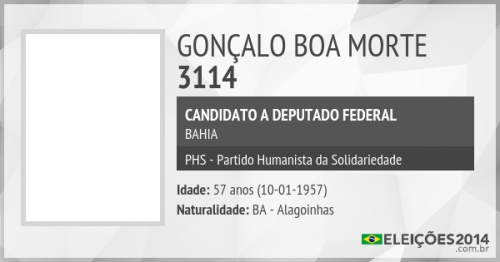 GONÇALO BOA MORTE
3114
CANDIDATO A DEPUTADO FEDERAL
BAHIA
PHS - Partido Humanista da Solidariedade
Idade: 57 anos (10-01-1957)
Naturalidade: BA - Alagoinhas
ELEIÇÕES2014
.com.br